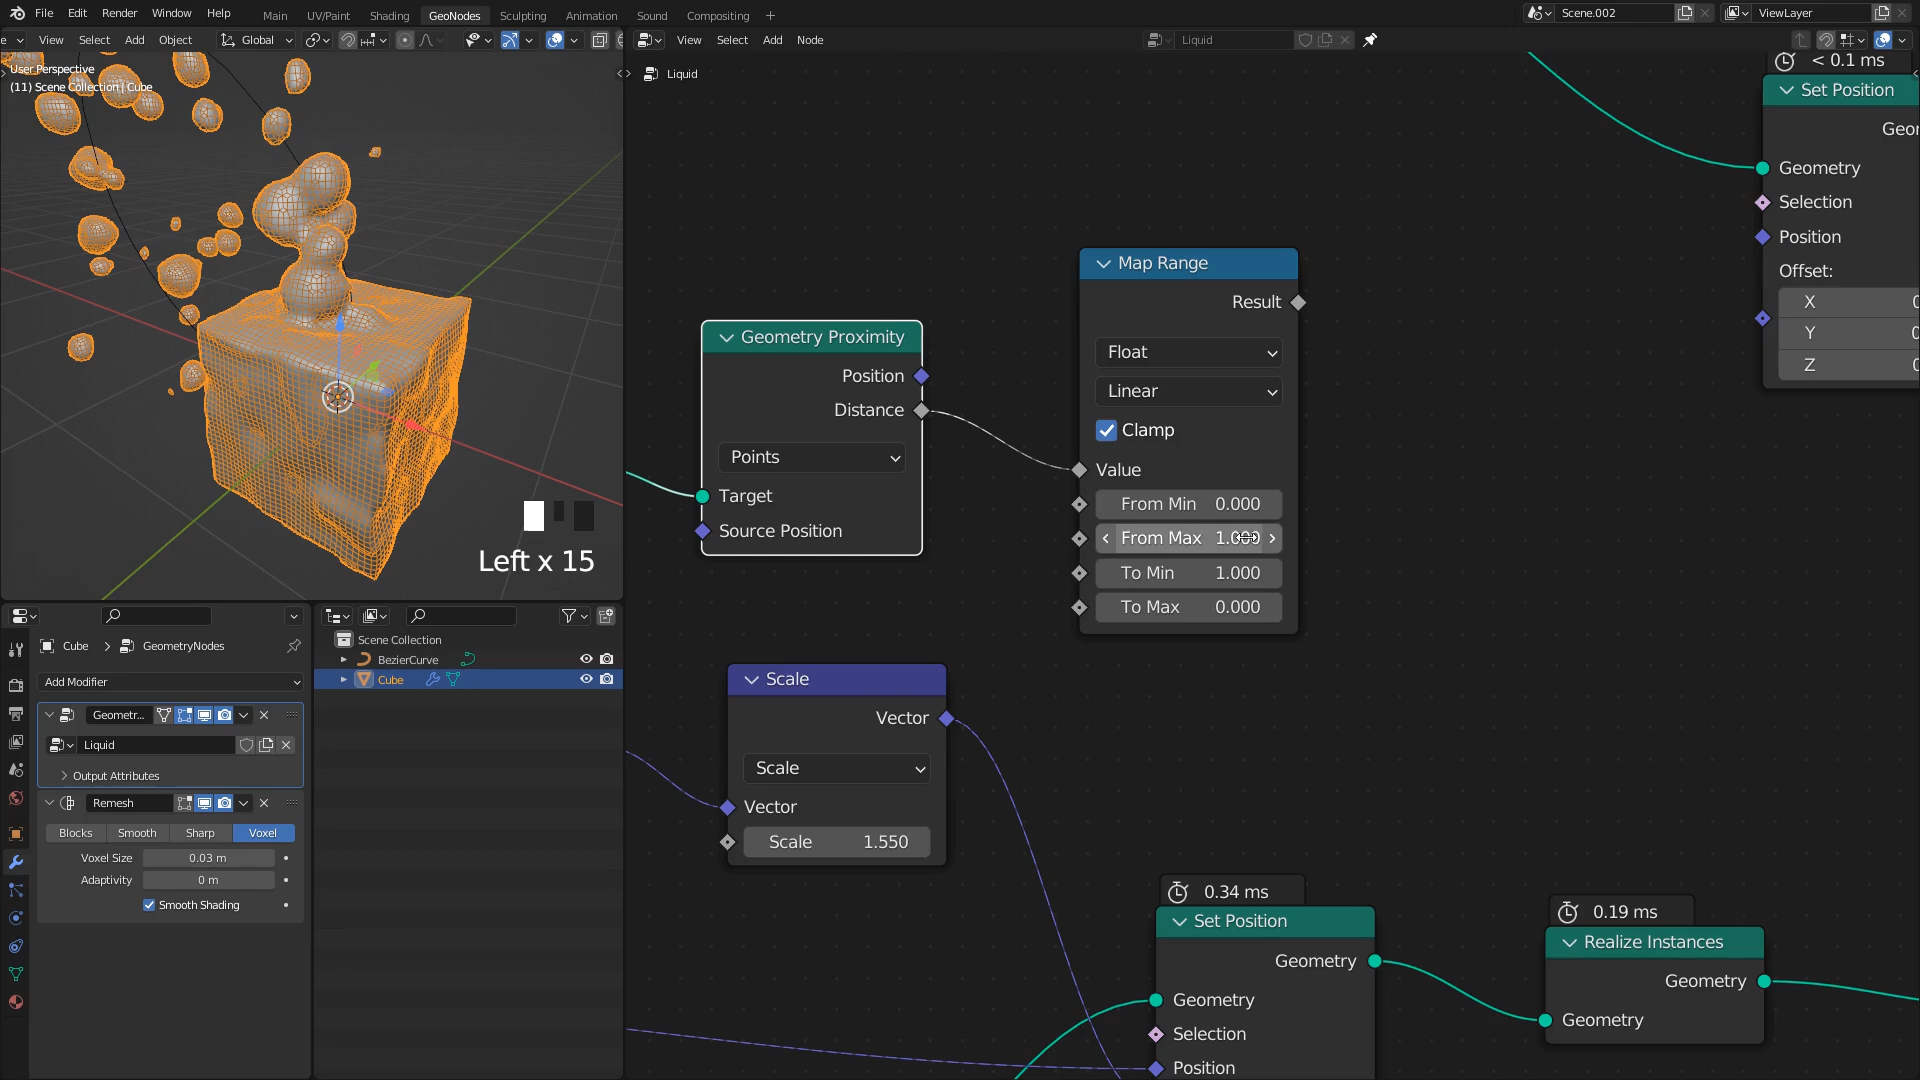 File Edit Render Window Help
Main UV/Paint Shading GeoNodes Sculpting Animation Sound Compositing +
Scene.002
ViewLayer
View Select Add Object
Global
View Select Add Node
Liquid
User Perspective
(11) Scene Collection | Cube
Liquid
< 0.1 ms
Set Position
Geometry
Selection
Position
Offset:
X
Y
Z
Map Range
Result
Float
Linear
Clamp
Value
From Min 0.000
From Max
To Min 1.000
To Max 0.000
Geometry Proximity
Position
Distance
Points
Target
Source Position
Left x 15
Scale
Vector
Scale
Vector
Scale 1.550
0.34 ms
Set Position
Geometry
Geometry
Selection
Position
0.19 ms
Realize Instances
Geometry
Geometry
Cube > GeometryNodes
Add Modifier
Geometr...
Liquid
Output Attributes
Remesh
Blocks Smooth Sharp Voxel
Voxel Size 0.03 m
Adaptivity 0 m
Smooth Shading
Scene Collection
BezierCurve
Cube